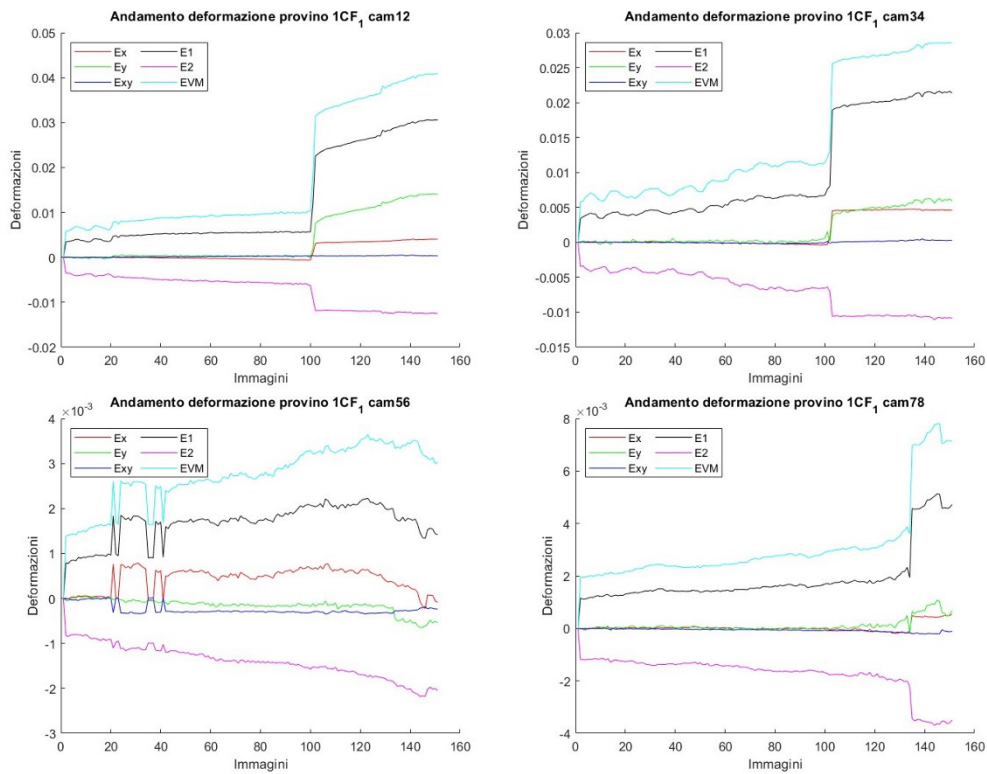 Andamento deformazione provino 1CF₁ cam12
0.05
0.04
0.03
0.02
0.01
0
-0.01
-0.02
Deformazioni
Ex E1
Ey E2
Exy EVM
0 20 40 60 80 100 120 140 160
Immagini
Andamento deformazione provino 1CF₁ cam34
0.03
0.025
0.02
0.015
0.01
0.005
0
-0.005
-0.01
-0.015
Deformazioni
Ex E1
Ey E2
Exy EVM
0 20 40 60 80 100 120 140 160
Immagini
Andamento deformazione provino 1CF₁ cam56
×10⁻³
4
3
2
1
0
-1
-2
-3
Deformazioni
Ex E1
Ey E2
Exy EVM
0 20 40 60 80 100 120 140 160
Immagini
Andamento deformazione provino 1CF₁ cam78
×10⁻³
8
6
4
2
0
-2
-4
Deformazioni
Ex E1
Ey E2
Exy EVM
0 20 40 60 80 100 120 140 160
Immagini